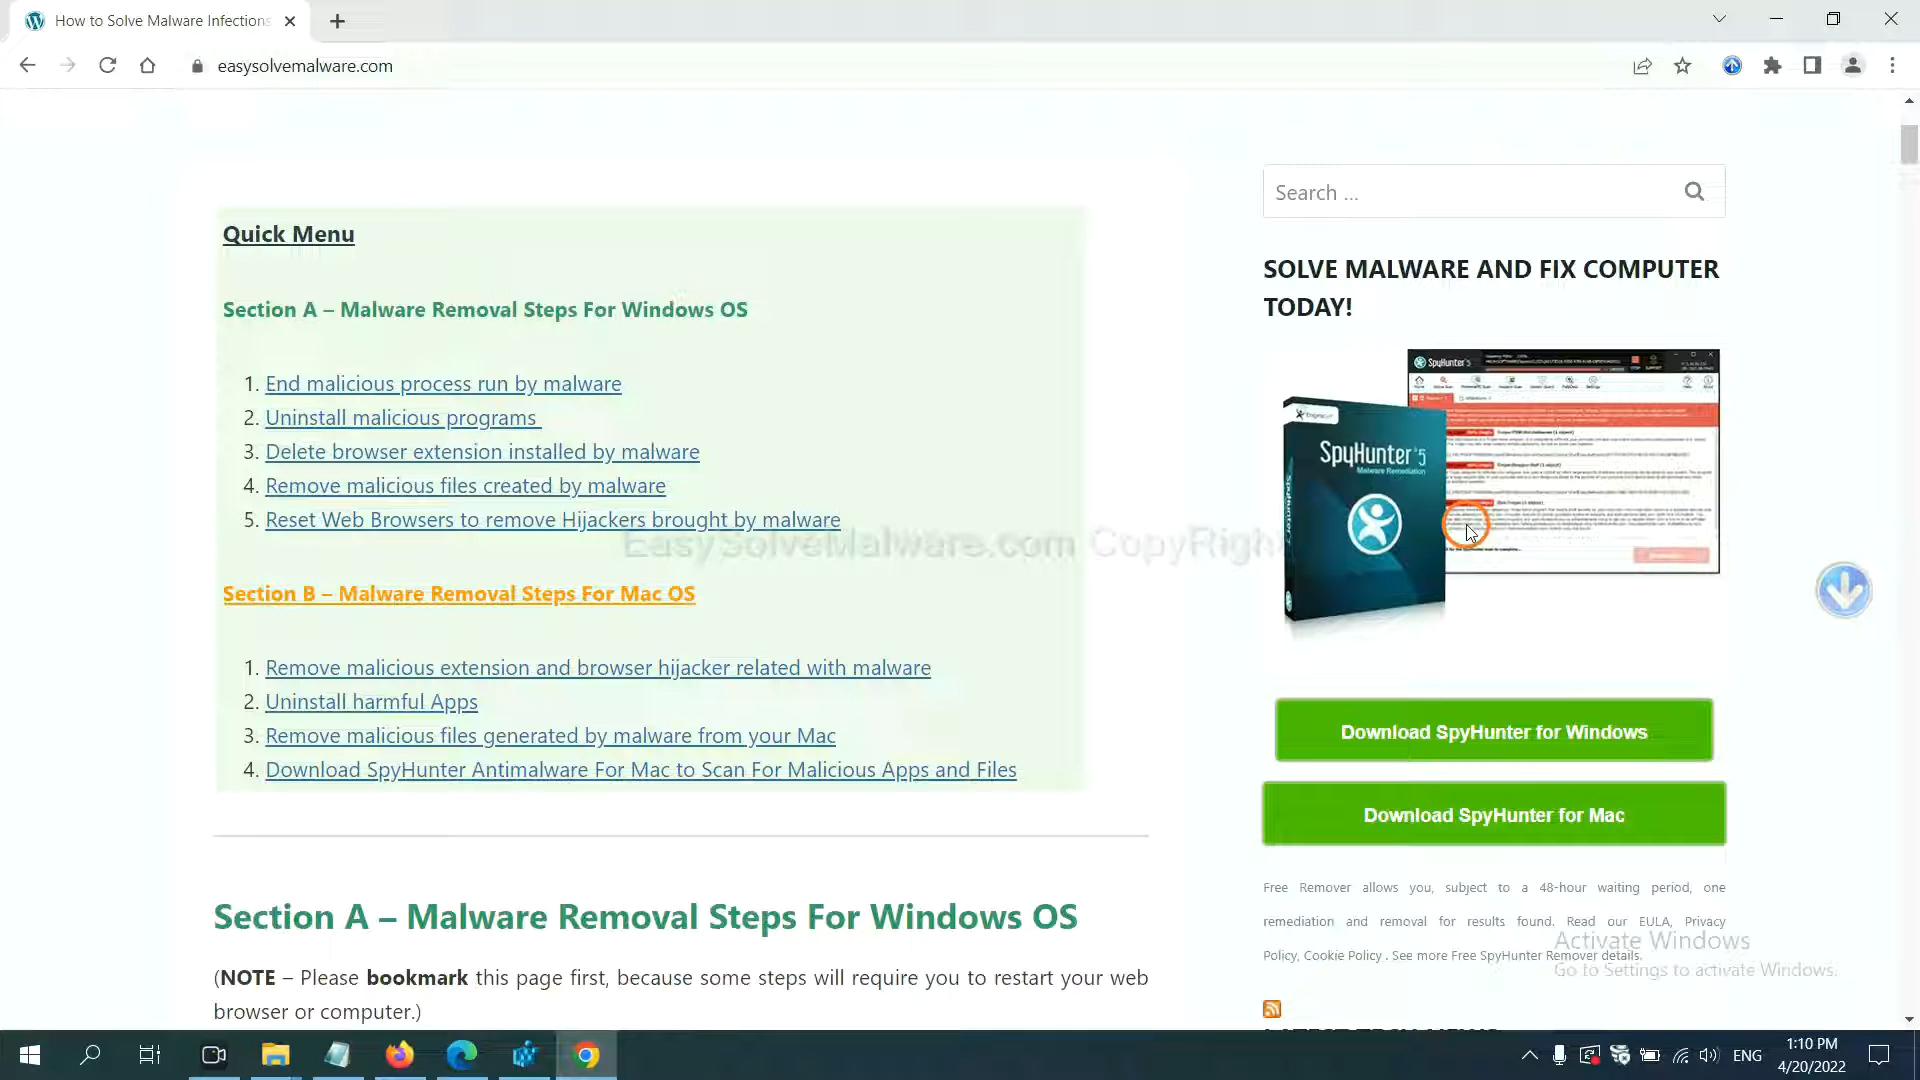 How to Solve Malware Infections
easysolvemalware.com
Search ...
Quick Menu
Section A – Malware Removal Steps For Windows OS
1. End malicious process run by malware
2. Uninstall malicious programs
3. Delete browser extension installed by malware
4. Remove malicious files created by malware
5. Reset Web Browsers to remove Hijackers brought by malware
EasySolveMalware.com CopyRigh
Section B – Malware Removal Steps For Mac OS
1. Remove malicious extension and browser hijacker related with malware
2. Uninstall harmful Apps
3. Remove malicious files generated by malware from your Mac
4. Download SpyHunter Antimalware For Mac to Scan For Malicious Apps and Files
Section A – Malware Removal Steps For Windows OS
(NOTE – Please bookmark this page first, because some steps will require you to restart your web
browser or computer.)
SOLVE MALWARE AND FIX COMPUTER
TODAY!
SpyHunter 5
SpyHunter 5
Malware Remediation
Download SpyHunter for Windows
Download SpyHunter for Mac
Free Remover allows you, subject to a 48-hour waiting period, one
remediation and removal for results found. Read our EULA, Privacy
Policy, Cookie Policy . See more Free SpyHunter Remover details.
Activate Windows
Go to Settings to activate Windows.
LATEST TECH NEWS
ENG
1:10 PM
4/20/2022